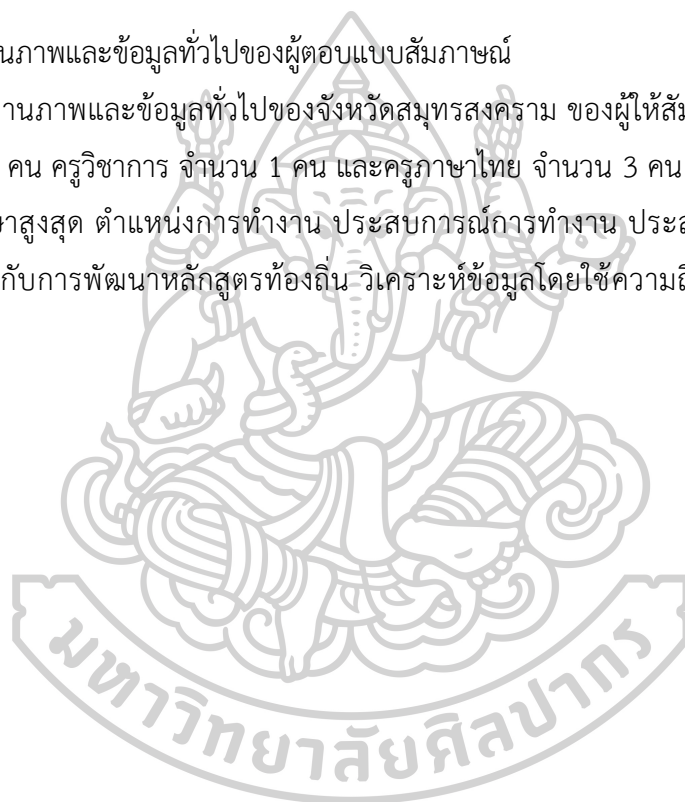 นภาพและข้อมูลทั่วไปของผู้ตอบแบบสัมภาษณ์
านภาพและข้อมูลทั่วไปของจังหวัดสมุทรสงคราม ของผู้ให้สัม
คน ครูวิชาการ จำนวน 1 คน และครูภาษาไทย จำนวน 3 คน
าสูงสุด ตำแหน่งการทำงาน ประสบการณ์การทำงาน ประส
กับการพัฒนาหลักสูตรท้องถิ่น วิเคราะห์ข้อมูลโดยใช้ความถี
มหาวิทยาลัยศิลปากร